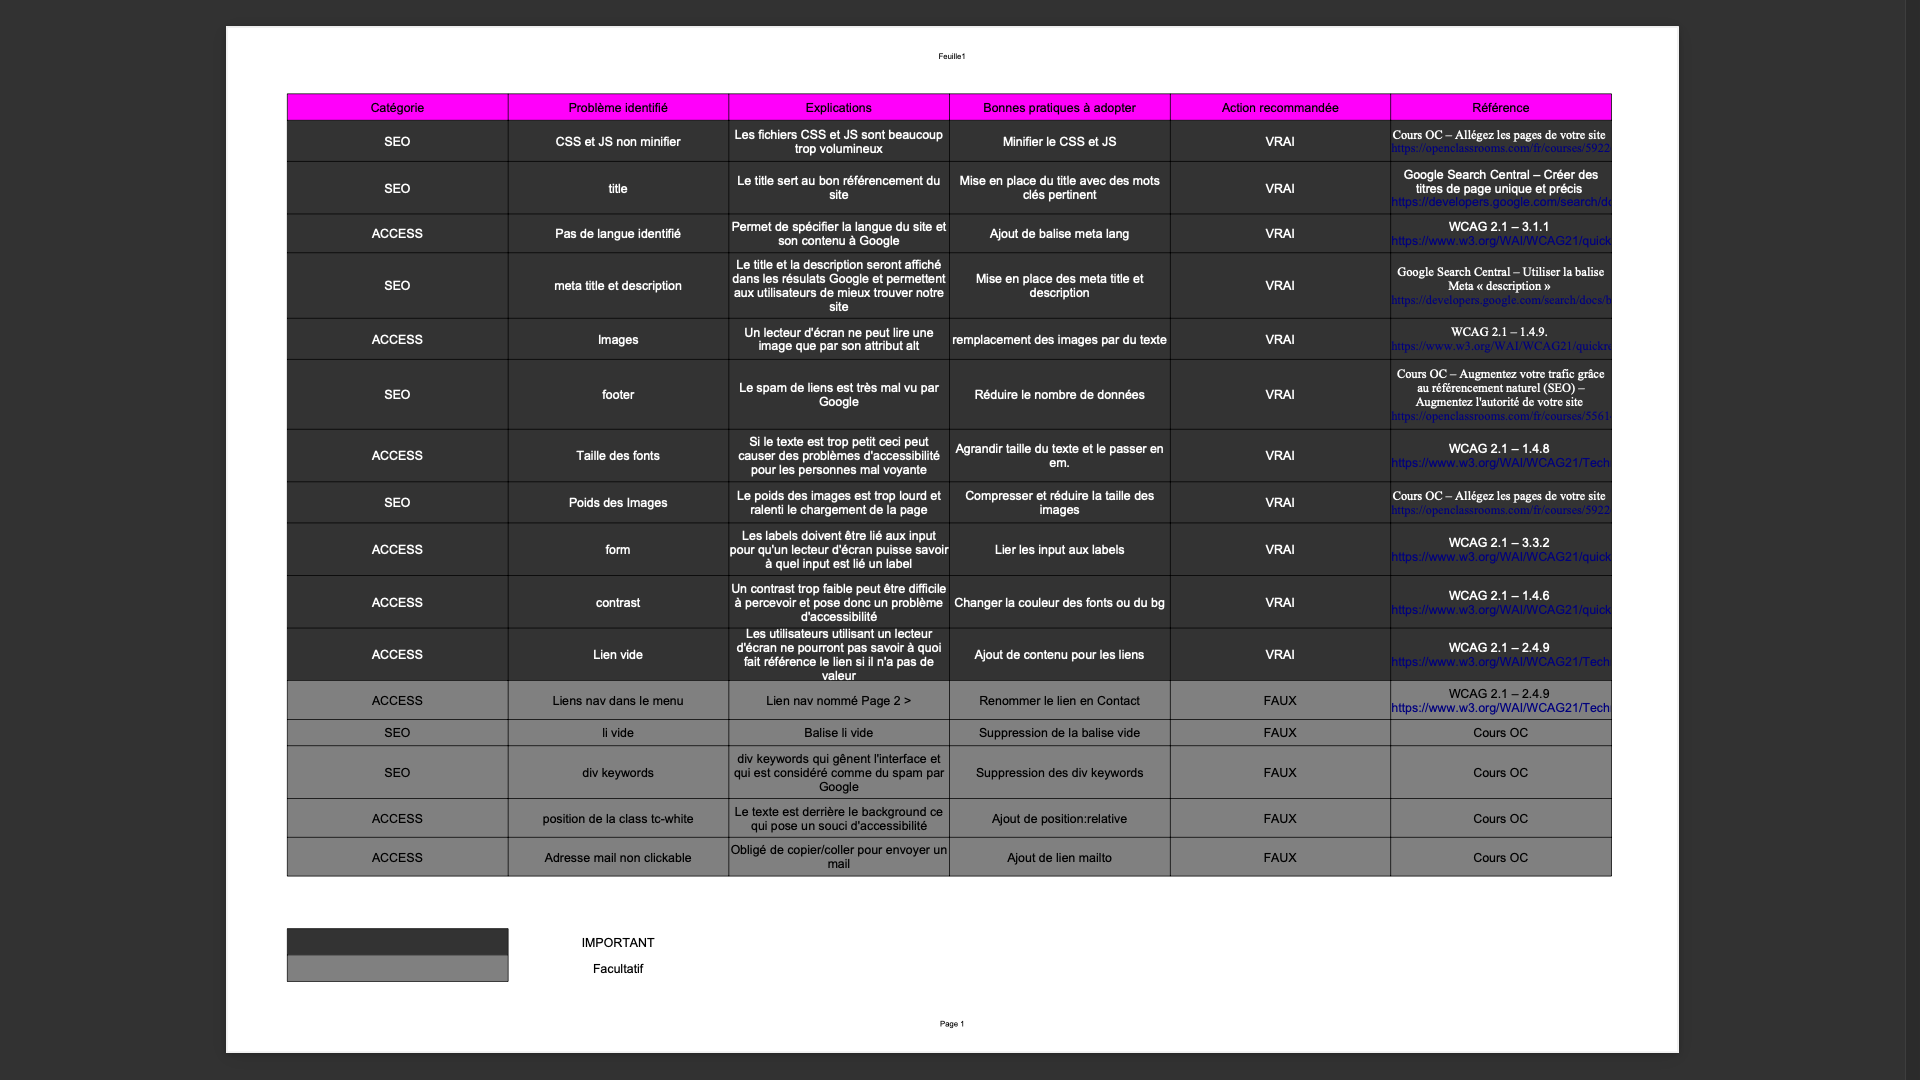 Feuille1
Catégorie Problème identifié Explications Bonnes pratiques à adopter Action recommandée Référence
SEO
CSS et JS non minifier
Les fichiers CSS et JS sont beaucoup
trop volumineux
Minifier le CSS et JS
VRAI
Cours OC – Allégez les pages de votre site
https://openclassrooms.com/fr/courses/5922
SEO
title
Le title sert au bon référencement du
site
Mise en place du title avec des mots
clés pertinent
VRAI
Google Search Central – Créer des
titres de page unique et précis
https://developers.google.com/search/do
ACCESS
Pas de langue identifié
Permet de spécifier la langue du site et
son contenu à Google
Ajout de balise meta lang
VRAI
WCAG 2.1 – 3.1.1
https://www.w3.org/WAI/WCAG21/quick
SEO
meta title et description
Le title et la description seront affiché
dans les résulats Google et permettent
aux utilisateurs de mieux trouver notre
site
Mise en place des meta title et
description
VRAI
Google Search Central – Utiliser la balise
Meta « description »
https://developers.google.com/search/docs/b
ACCESS
Images
Un lecteur d'écran ne peut lire une
image que par son attribut alt
remplacement des images par du texte
VRAI
WCAG 2.1 – 1.4.9.
https://www.w3.org/WAI/WCAG21/quickre
SEO
footer
Le spam de liens est très mal vu par
Google
Réduire le nombre de données
VRAI
Cours OC – Augmentez votre trafic grâce
au référencement naturel (SEO) –
Augmentez l'autorité de votre site
https://openclassrooms.com/fr/courses/5561-
ACCESS
Taille des fonts
Si le texte est trop petit ceci peut
causer des problèmes d'accessibilité
pour les personnes mal voyante
Agrandir taille du texte et le passer en
em.
VRAI
WCAG 2.1 – 1.4.8
https://www.w3.org/WAI/WCAG21/Tech
SEO
Poids des Images
Le poids des images est trop lourd et
ralenti le chargement de la page
Compresser et réduire la taille des
images
VRAI
Cours OC – Allégez les pages de votre site
https://openclassrooms.com/fr/courses/5922
ACCESS
form
Les labels doivent être lié aux input
pour qu'un lecteur d'écran puisse savoir
à quel input est lié un label
Lier les input aux labels
VRAI
WCAG 2.1 – 3.3.2
https://www.w3.org/WAI/WCAG21/quick
ACCESS
contrast
Un contrast trop faible peut être difficile
à percevoir et pose donc un problème
d'accessibilité
Changer la couleur des fonts ou du bg
VRAI
WCAG 2.1 – 1.4.6
https://www.w3.org/WAI/WCAG21/quick
ACCESS
Lien vide
Les utilisateurs utilisant un lecteur
d'écran ne pourront pas savoir à quoi
fait référence le lien si il n'a pas de
valeur
Ajout de contenu pour les liens
VRAI
WCAG 2.1 – 2.4.9
https://www.w3.org/WAI/WCAG21/Tech
ACCESS
Liens nav dans le menu
Lien nav nommé Page 2 >
Renommer le lien en Contact
FAUX
WCAG 2.1 – 2.4.9
https://www.w3.org/WAI/WCAG21/Tech
SEO
li vide
Balise li vide
Suppression de la balise vide
FAUX
Cours OC
SEO
div keywords
div keywords qui gênent l'interface et
qui est considéré comme du spam par
Google
Suppression des div keywords
FAUX
Cours OC
ACCESS
position de la class tc-white
Le texte est derrière le background ce
qui pose un souci d'accessibilité
Ajout de position:relative
FAUX
Cours OC
ACCESS
Adresse mail non clickable
Obligé de copier/coller pour envoyer un
mail
Ajout de lien mailto
FAUX
Cours OC
IMPORTANT
Facultatif
Page 1